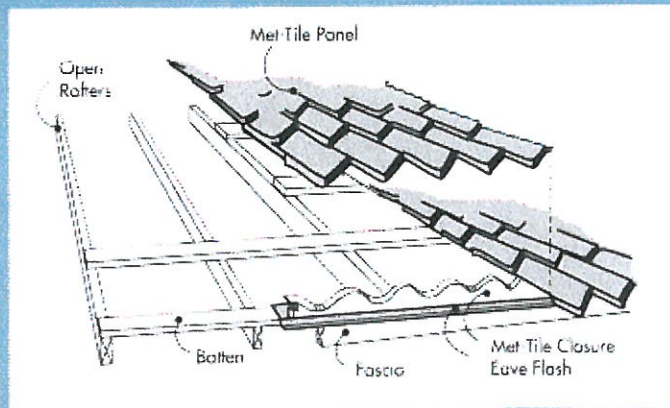 Met-Tile Panel
Open
Rafters
Batten
Fascia
Met-Tile Closure
Eave Flash